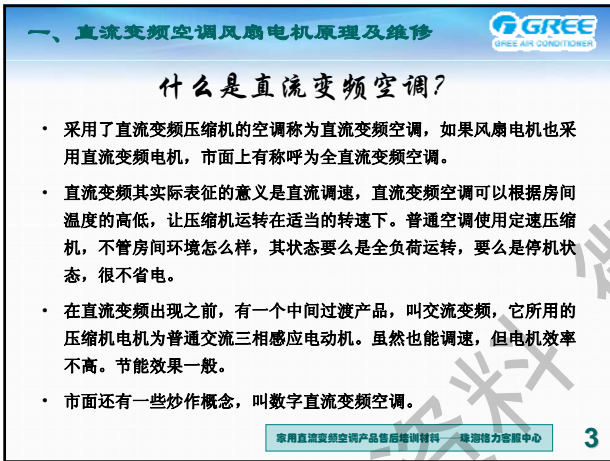 一、直流变频空调风扇电机原理及维修
GREE
GREE AIR CONDITIONER
什么是直流变频空调?
• 采用了直流变频压缩机的空调称为直流变频空调，如果风扇电机也采
用直流变频电机，市面上有称呼为全直流变频空调。
• 直流变频其实际表征的意义是直流调速，直流变频空调可以根据房间
温度的高低，让压缩机运转在适当的转速下。普通空调使用定速压缩
机，不管房间环境怎么样，其状态要么是全负荷运转，要么是停机状
态，很不省电。
• 在直流变频出现之前，有一个中间过渡产品，叫交流变频，它所用的
压缩机电机为普通交流三相感应电动机。虽然也能调速，但电机效率
不高。节能效果一般。
• 市面还有一些炒作概念，叫数字直流变频空调。
资料
家用直流变频空调产品售后培训材料——珠海格力客服中心
3